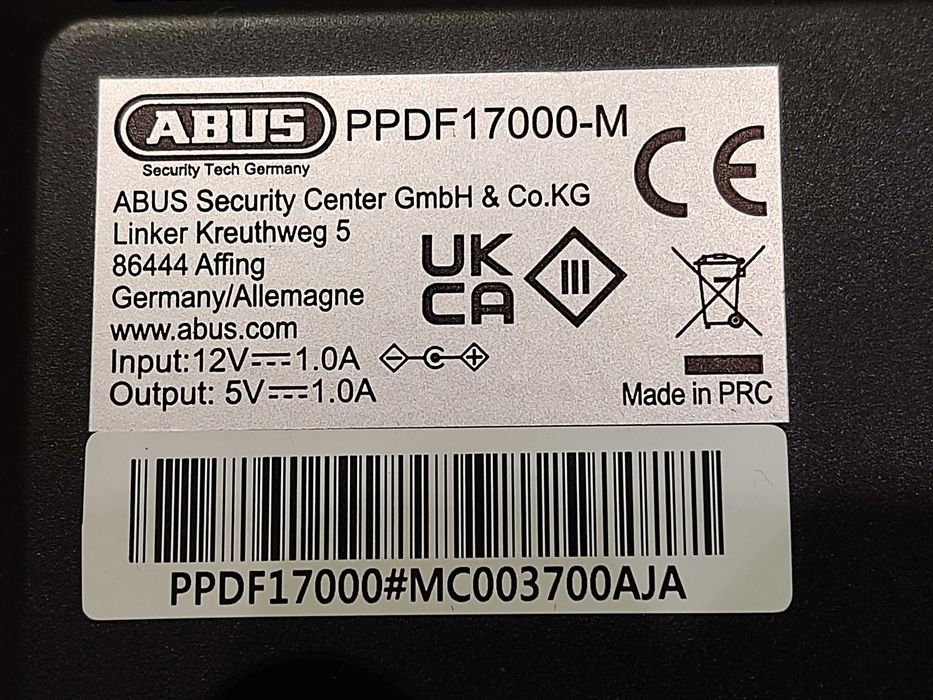 ABUS PPDF17000-M
Security Tech Germany
CE
ABUS Security Center GmbH & Co.KG
Linker Kreuthweg 5
86444 Affing
Germany/Allemagne
www.abus.com
UK
CA
III
Input:12V⎓1.0A
Output: 5V⎓1.0A
Made in PRC
PPDF17000#MC003700AJA